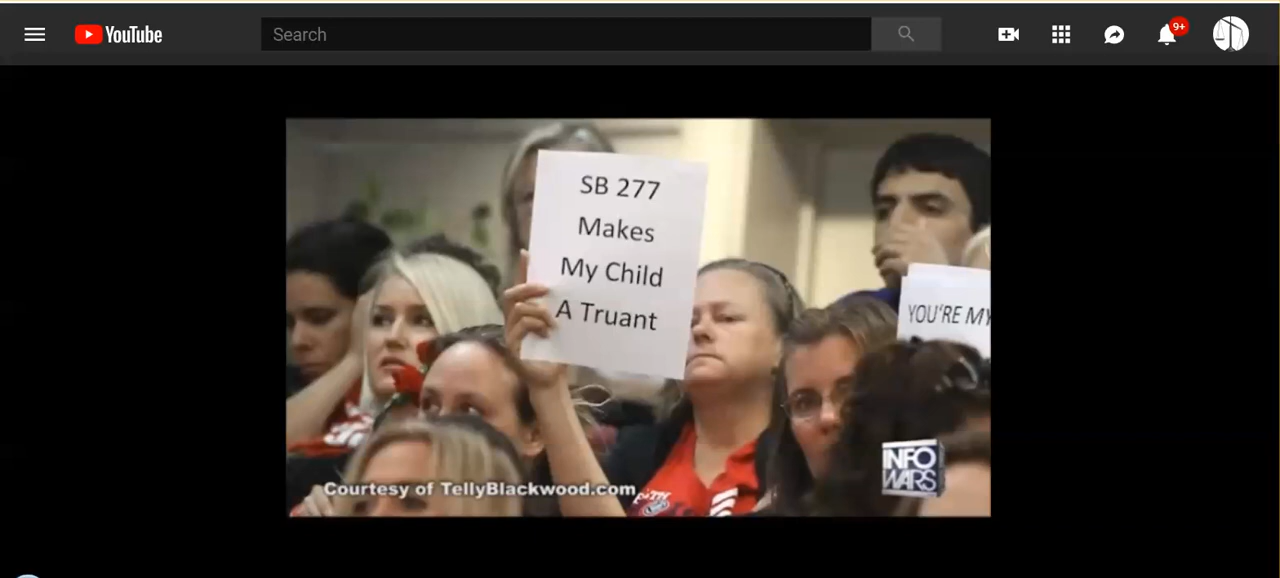 YouTube
Search
9+
SB 277
Makes
My Child
A Truant
YOU'RE MY
Courtesy of TellyBlackwood.com
INFO
WARS